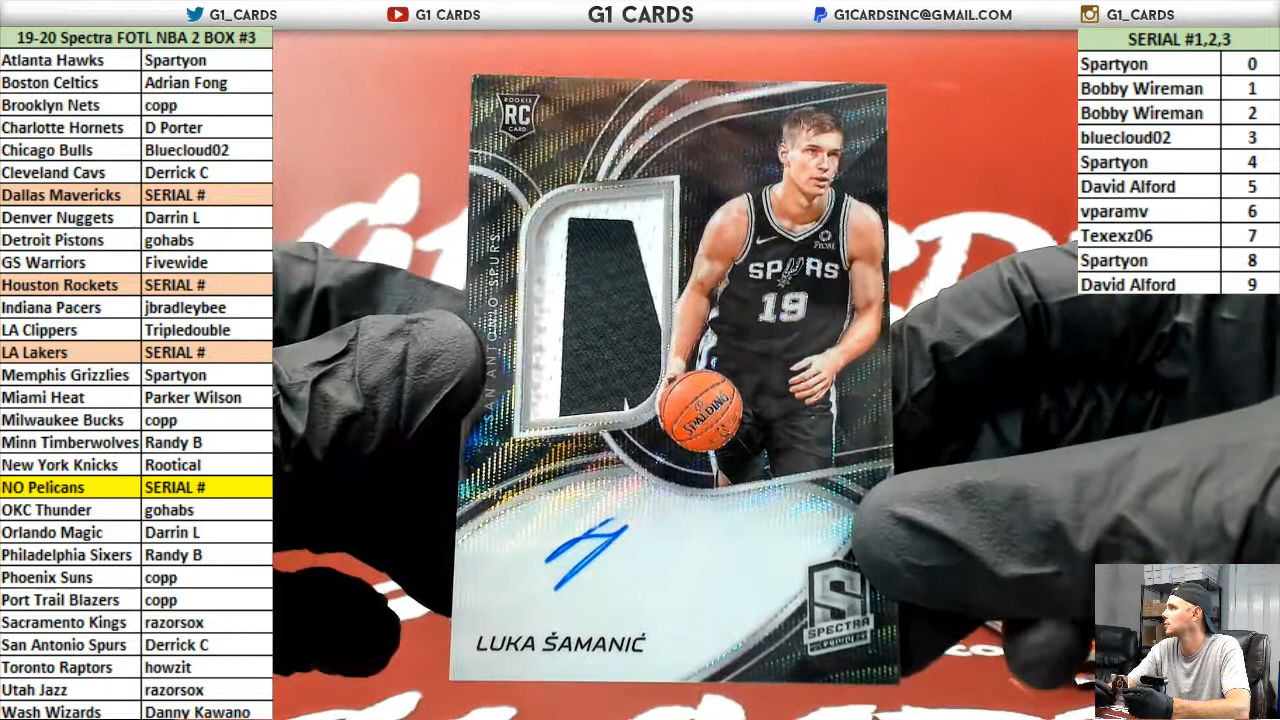 G1_CARDS
G1 CARDS
G1 CARDS
G1CARDSINC@GMAIL.COM
G1_CARDS
19-20 Spectra FOTL NBA 2 BOX #3
Atlanta Hawks Spartyon
Boston Celtics Adrian Fong
Brooklyn Nets copp
Charlotte Hornets D Porter
Chicago Bulls Bluecloud02
Cleveland Cavs Derrick C
Dallas Mavericks SERIAL #
Denver Nuggets Darrin L
Detroit Pistons gohabs
GS Warriors Fivewide
Houston Rockets SERIAL #
Indiana Pacers jbradleybee
LA Clippers Tripledouble
LA Lakers SERIAL #
Memphis Grizzlies Spartyon
Miami Heat Parker Wilson
Milwaukee Bucks copp
Minn Timberwolves Randy B
New York Knicks Rootical
NO Pelicans SERIAL #
OKC Thunder gohabs
Orlando Magic Darrin L
Philadelphia Sixers Randy B
Phoenix Suns copp
Port Trail Blazers copp
Sacramento Kings razorsox
San Antonio Spurs Derrick C
Toronto Raptors howzit
Utah Jazz razorsox
Wash Wizards Danny Kawano
SERIAL #1,2,3
Spartyon 0
Bobby Wireman 1
Bobby Wireman 2
bluecloud02 3
Spartyon 4
David Alford 5
vparamv 6
Texexz06 7
Spartyon 8
David Alford 9
ROOKIE
RC
CARD
SAN ANTONIO SPURS
Frost
SPURS
19
SPALDING
LUKA ŠAMANIĆ
SPECTRA